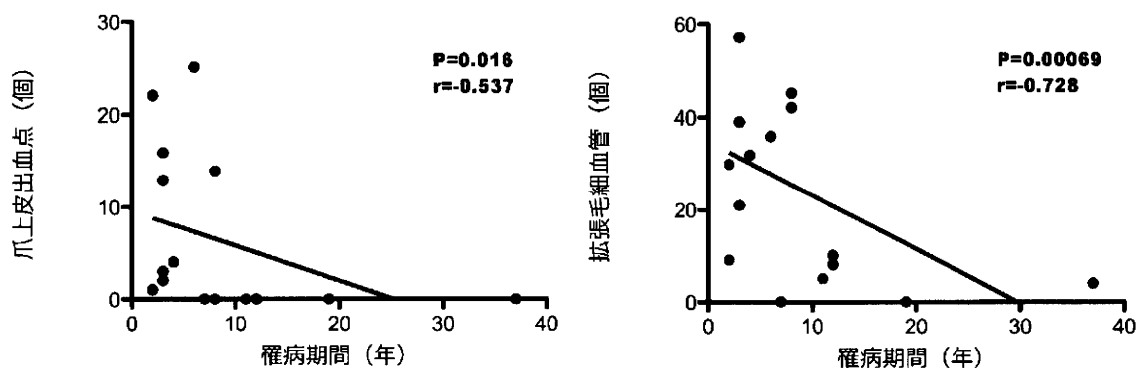 爪上皮出血点 (個)
30
20
10
0
P=0.016
r=-0.537
0 10 20 30 40
罹病期間 (年)
拡張毛細血管 (個)
60
40
20
0
P=0.00069
r=-0.728
0 10 20 30 40
罹病期間 (年)